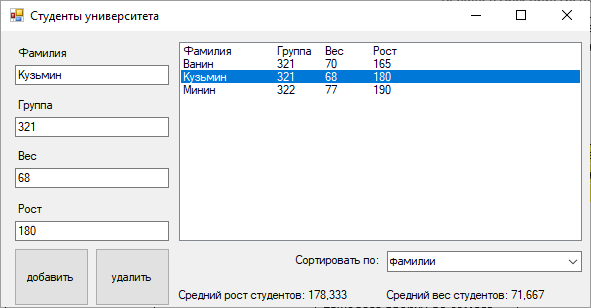 Студенты университета
Фамилия
Кузьмин
Группа
321
Вес
68
Рост
180
добавить удалить
Фамилия Группа Вес Рост
Ванин 321 70 165
Кузьмин 321 68 180
Минин 322 77 190
Сортировать по: фамилии
Средний рост студентов: 178,333 Средний вес студентов: 71,667